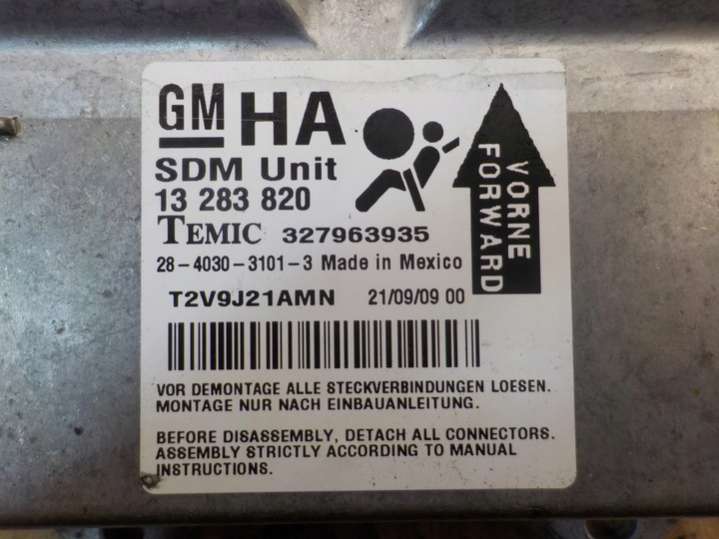 GM HA
SDM Unit
13 283 820
TEMIC 327963935
28-4030-3101-3 Made in Mexico
T2V9J21AMN 21/09/09 00
VORNE
FORWARD
VOR DEMONTAGE ALLE STECKVERBINDUNGEN LOESEN.
MONTAGE NUR NACH EINBAUANLEITUNG.
BEFORE DISASSEMBLY, DETACH ALL CONNECTORS.
ASSEMBLY STRICTLY ACCORDING TO MANUAL
INSTRUCTIONS.